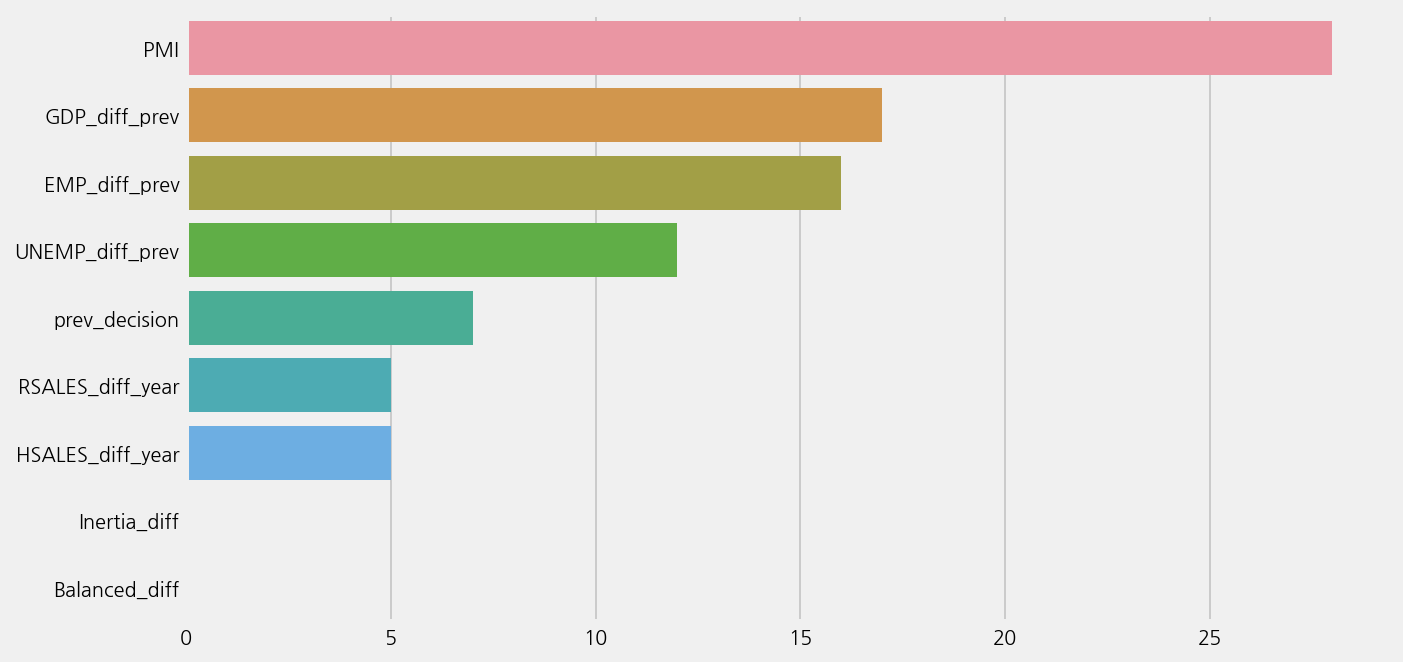 PMI
GDP_diff_prev
EMP_diff_prev
UNEMP_diff_prev
prev_decision
RSALES_diff_year
HSALES_diff_year
Inertia_diff
Balanced_diff
0 5 10 15 20 25